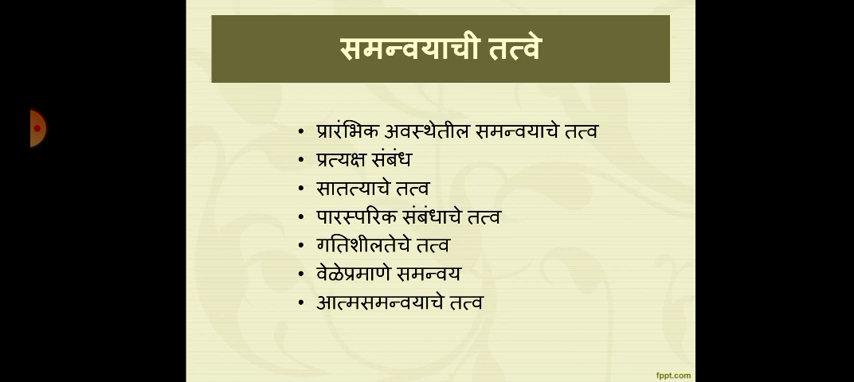 समन्वयाची तत्वे
• प्रारंभिक अवस्थेतील समन्वयाचे तत्व
• प्रत्यक्ष संबंध
• सातत्याचे तत्व
• पारस्परिक संबंधाचे तत्व
• गतिशीलतेचे तत्व
• वेळेप्रमाणे समन्वय
• आत्मसमन्वयाचे तत्व
fppt.com